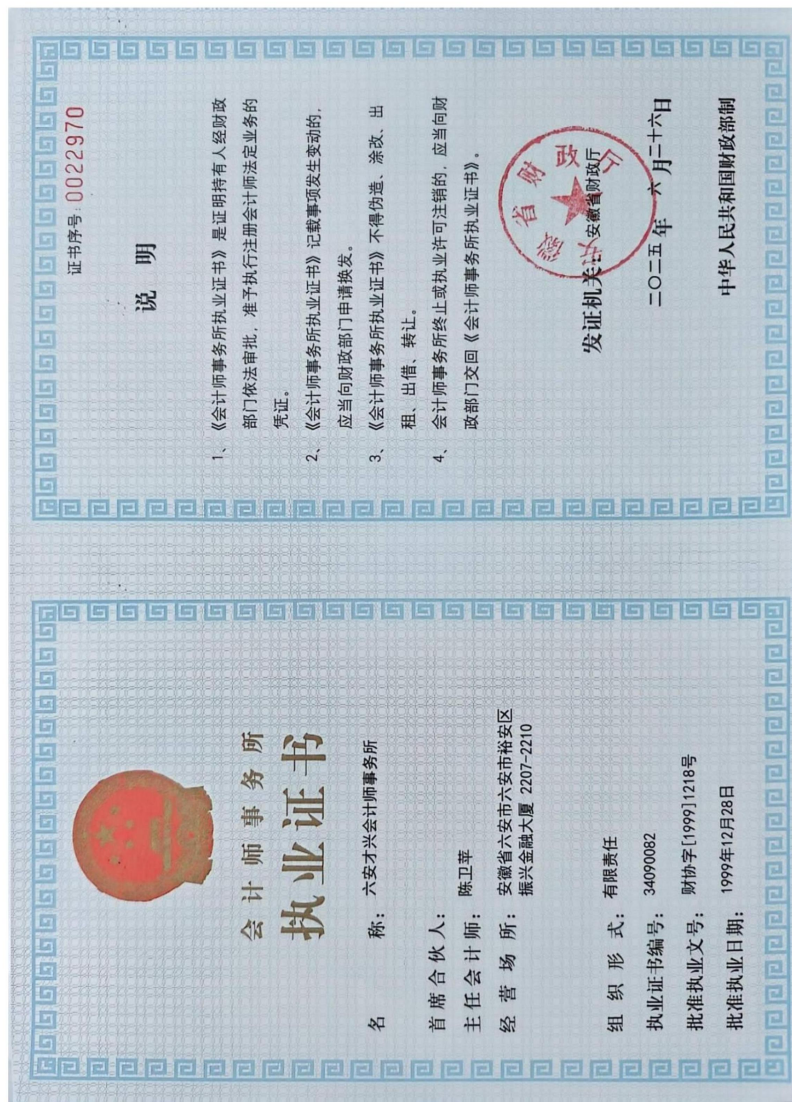 会计师事务所
执业证书
名 称：六安才兴会计师事务所
首席合伙人：
主任会计师：陈卫苹
经营场所：安徽省六安市六安市裕安区
振兴金融大厦 2207-2210
组织形式：有限责任
执业证书编号：34090082
批准执业文号：财协字[1999]1218号
批准执业日期：1999年12月28日
证书序号：0022970
说 明
1、《会计师事务所执业证书》是证明持有人经财政
部门依法审批，准予执行注册会计师法定业务的
凭证。
2、《会计师事务所执业证书》记载事项发生变动的，
应当向财政部门申请换发。
3、《会计师事务所执业证书》不得伪造、涂改、出
租、出借、转让。
4、会计师事务所终止或执业许可注销的，应当向财
政部门交回《会计师事务所执业证书》。
安徽省财政厅
发证机关：安徽省财政厅
二〇二五年六月二十六日
中华人民共和国财政部制